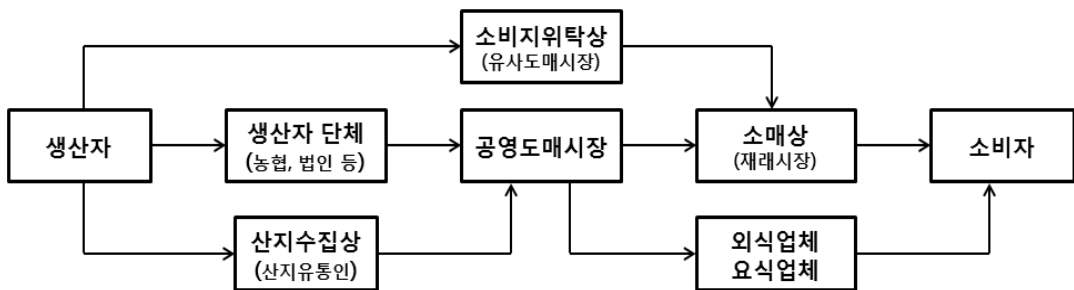 소비지위탁상
(유사도매시장)
생산자
생산자 단체
(농협, 법인 등)
공영도매시장
소매상
(재래시장)
소비자
산지수집상
(산지유통인)
외식업체
요식업체